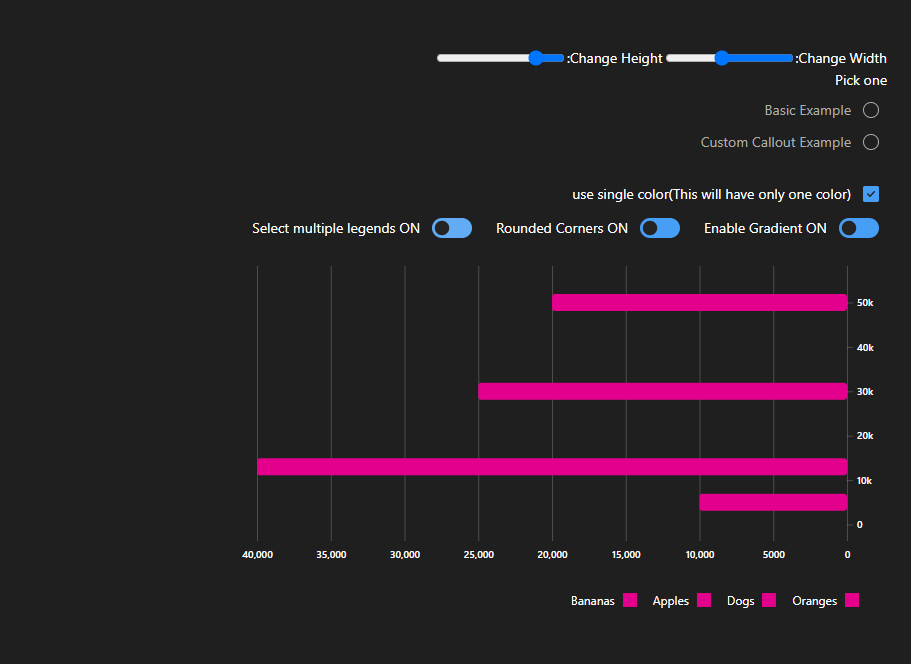 :Change Height :Change Width
Pick one
Basic Example
Custom Callout Example
use single color(This will have only one color)
Select multiple legends ON Rounded Corners ON Enable Gradient ON
50k
40k
30k
20k
10k
0
40,000 35,000 30,000 25,000 20,000 15,000 10,000 5000 0
Bananas Apples Dogs Oranges